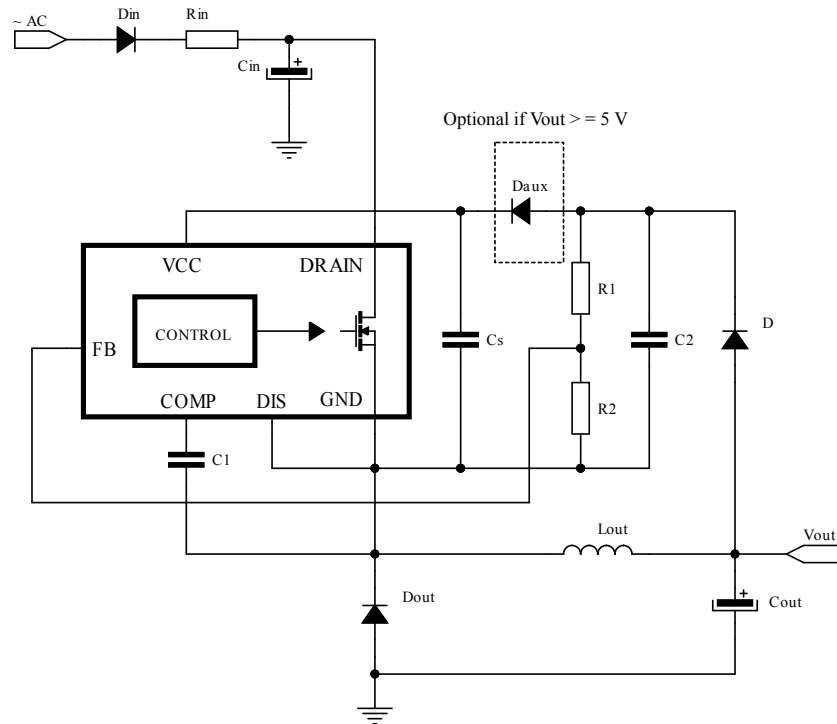 ~ AC
Din
Rin
Cin
+
Optional if Vout > = 5 V
Daux
VCC
DRAIN
R1
D
CONTROL
Cs
C2
FB
R2
COMP
DIS
GND
C1
Lout
Vout
Dout
+
Cout